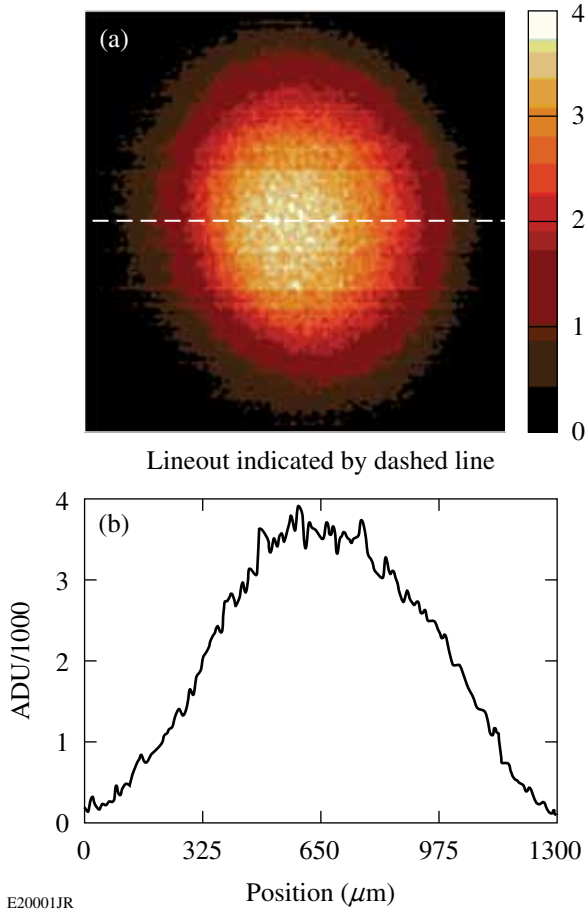 (a)
4
3
2
1
0
Lineout indicated by dashed line
(b)
4
3
2
1
0
ADU/1000
0 325 650 975 1300
Position (μm)
E20001JR